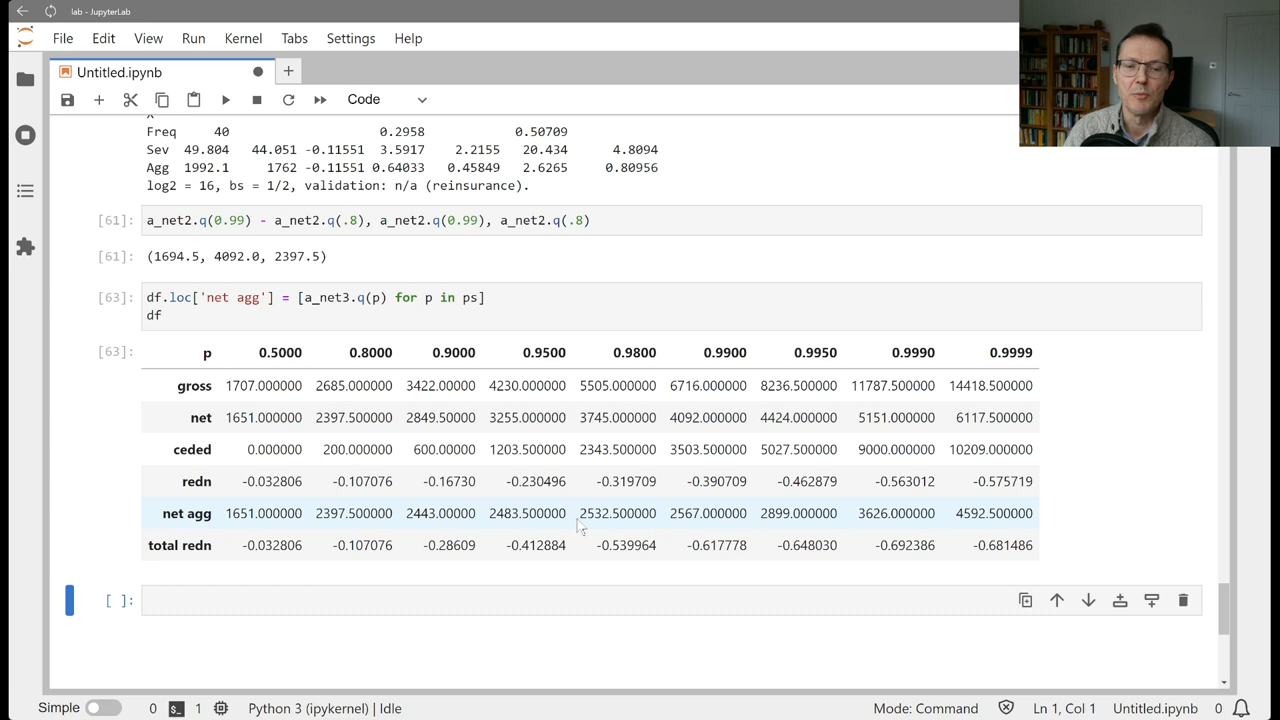 lab - JupyterLab
File Edit View Run Kernel Tabs Settings Help
Untitled.ipynb
Code
Freq 40 0.2958 0.50709
Sev 49.804 44.051 -0.11551 3.5917 2.2155 20.434 4.8094
Agg 1992.1 1762 -0.11551 0.64033 0.45849 2.6265 0.80956
log2 = 16, bs = 1/2, validation: n/a (reinsurance).
[61]: a_net2.q(0.99) - a_net2.q(.8), a_net2.q(0.99), a_net2.q(.8)
[61]: (1694.5, 4092.0, 2397.5)
[63]: df.loc['net agg'] = [a_net3.q(p) for p in ps]
df
[63]: p 0.5000 0.8000 0.9000 0.9500 0.9800 0.9900 0.9950 0.9990 0.9999
gross 1707.000000 2685.000000 3422.00000 4230.000000 5505.000000 6716.000000 8236.500000 11787.500000 14418.500000
net 1651.000000 2397.500000 2849.50000 3255.000000 3745.000000 4092.000000 4424.000000 5151.000000 6117.500000
ceded 0.000000 200.000000 600.00000 1203.500000 2343.500000 3503.500000 5027.500000 9000.000000 10209.000000
redn -0.032806 -0.107076 -0.16730 -0.230496 -0.319709 -0.390709 -0.462879 -0.563012 -0.575719
net agg 1651.000000 2397.500000 2443.00000 2483.500000 2532.500000 2567.000000 2899.000000 3626.000000 4592.500000
total redn -0.032806 -0.107076 -0.28609 -0.412884 -0.539964 -0.617778 -0.648030 -0.692386 -0.681486
[ ]:
Simple 0 1 Python 3 (ipykernel) | Idle Mode: Command Ln 1, Col 1 Untitled.ipynb 0